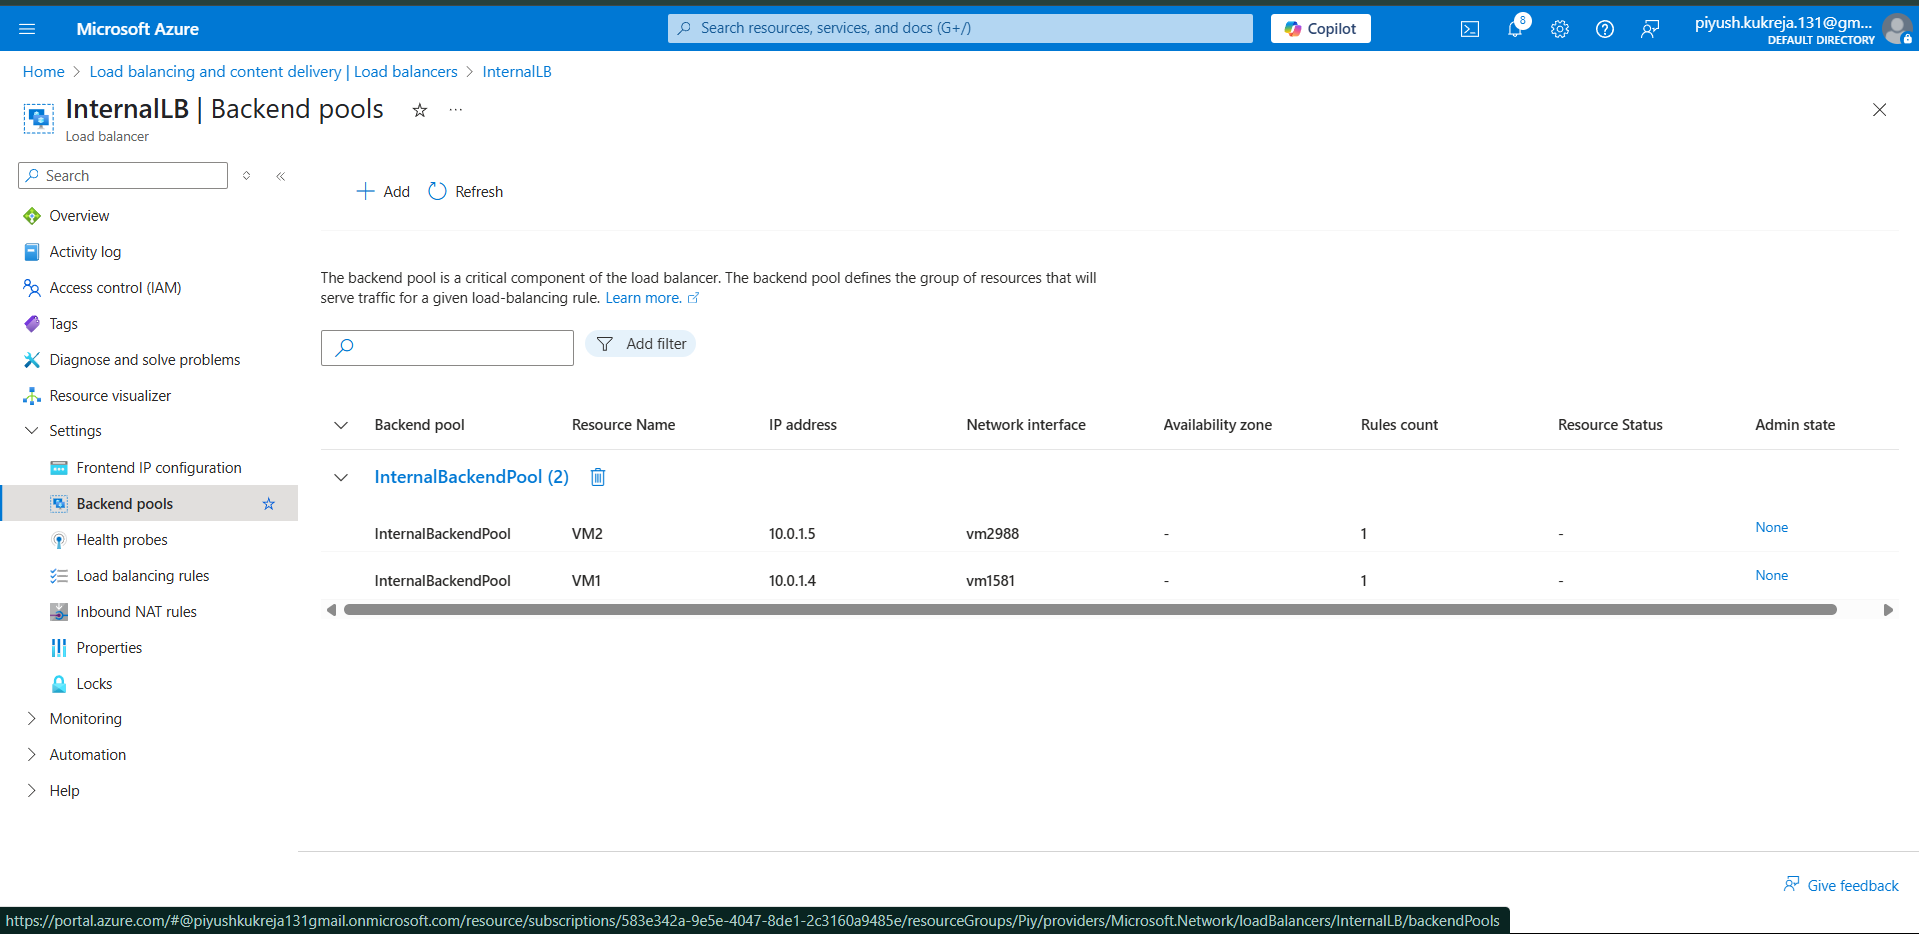 Microsoft Azure
Search resources, services, and docs (G+/)
Copilot
8
piyush.kukreja.131@gm...
DEFAULT DIRECTORY
Home > Load balancing and content delivery | Load balancers > InternalLB
InternalLB | Backend pools
Load balancer
Search
Add
Refresh
Overview
Activity log
Access control (IAM)
Tags
Diagnose and solve problems
Resource visualizer
Settings
Frontend IP configuration
Backend pools
Health probes
Load balancing rules
Inbound NAT rules
Properties
Locks
Monitoring
Automation
Help
The backend pool is a critical component of the load balancer. The backend pool defines the group of resources that will
serve traffic for a given load-balancing rule. Learn more.
Add filter
Backend pool Resource Name IP address Network interface Availability zone Rules count Resource Status Admin state
InternalBackendPool (2)
InternalBackendPool VM2 10.0.1.5 vm2988 - 1 - None
InternalBackendPool VM1 10.0.1.4 vm1581 - 1 - None
Give feedback
https://portal.azure.com/#@piyushkukreja131gmail.onmicrosoft.com/resource/subscriptions/583e342a-9e5e-4047-8de1-2c3160a9485e/resourceGroups/Piy/providers/Microsoft.Network/loadBalancers/InternalLB/backendPools